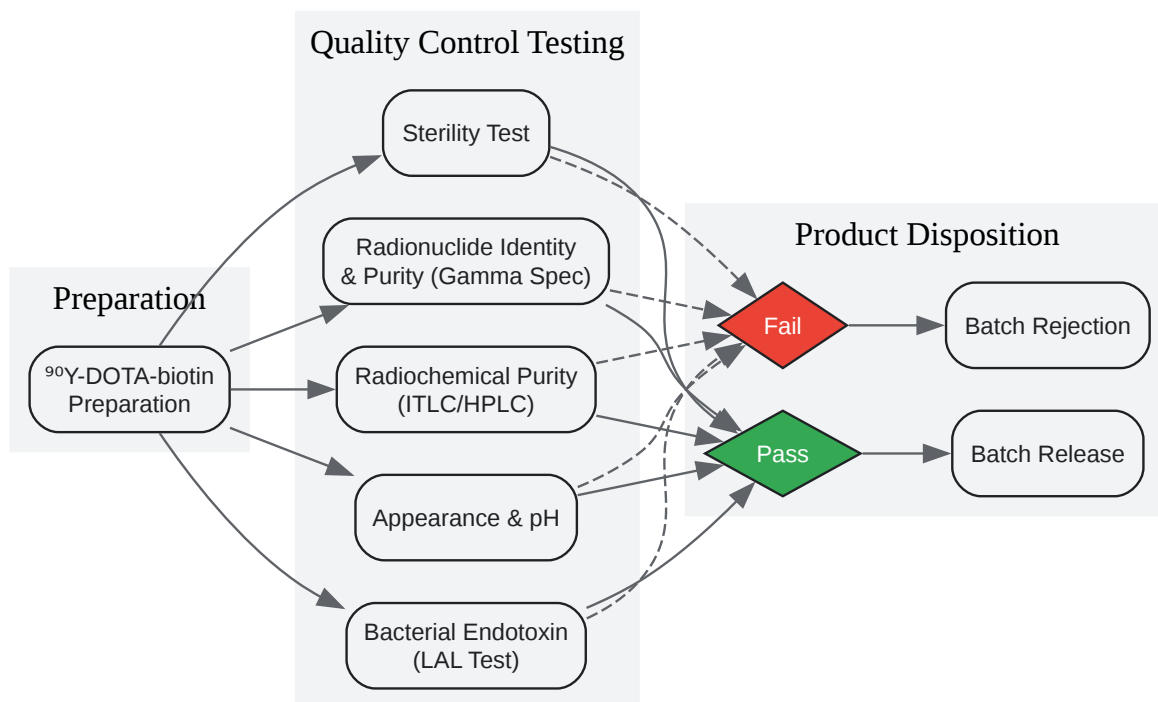 Quality Control Testing
Sterility Test
Radionuclide Identity
& Purity (Gamma Spec)
Product Disposition
Preparation
Fail
Batch Rejection
⁹⁰Y-DOTA-biotin
Preparation
Radiochemical Purity
(ITLC/HPLC)
Pass
Batch Release
Appearance & pH
Bacterial Endotoxin
(LAL Test)